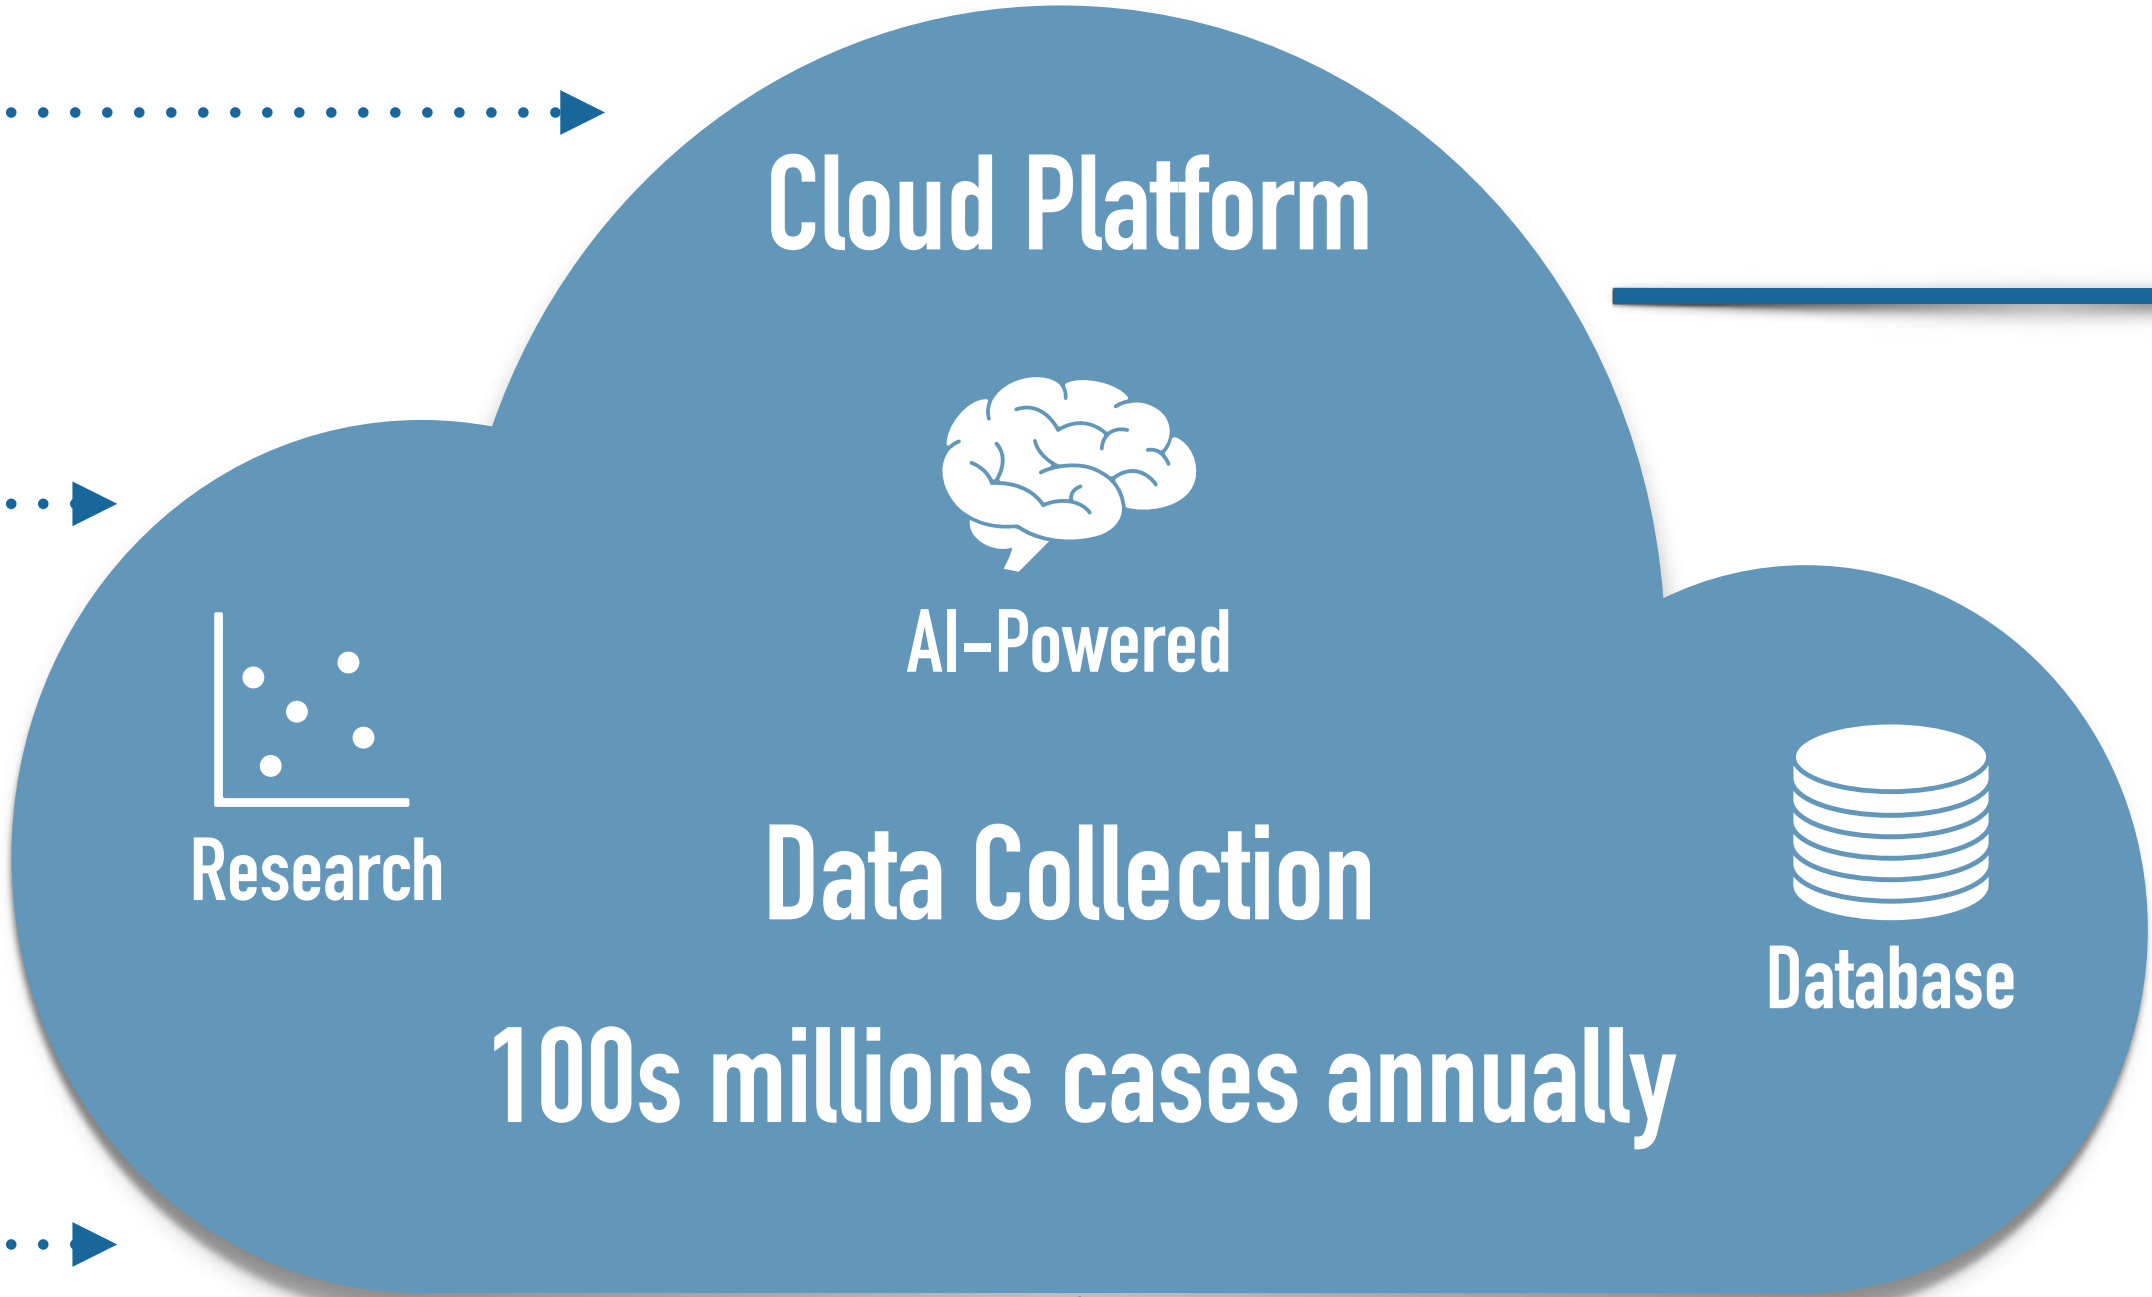 Cloud Platform
AI-Powered
Research
Data Collection
Database
100s millions cases annually